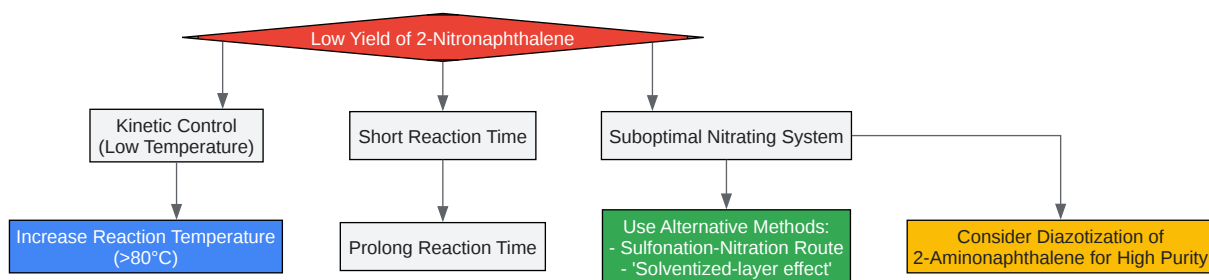 Low Yield of 2-Nitronaphthalene
Kinetic Control
(Low Temperature)
Short Reaction Time
Suboptimal Nitrating System
Increase Reaction Temperature
(>80°C)
Prolong Reaction Time
Use Alternative Methods:
- Sulfonation-Nitration Route
- 'Solventized-layer effect'
Consider Diazotization of
2-Aminonaphthalene for High Purity